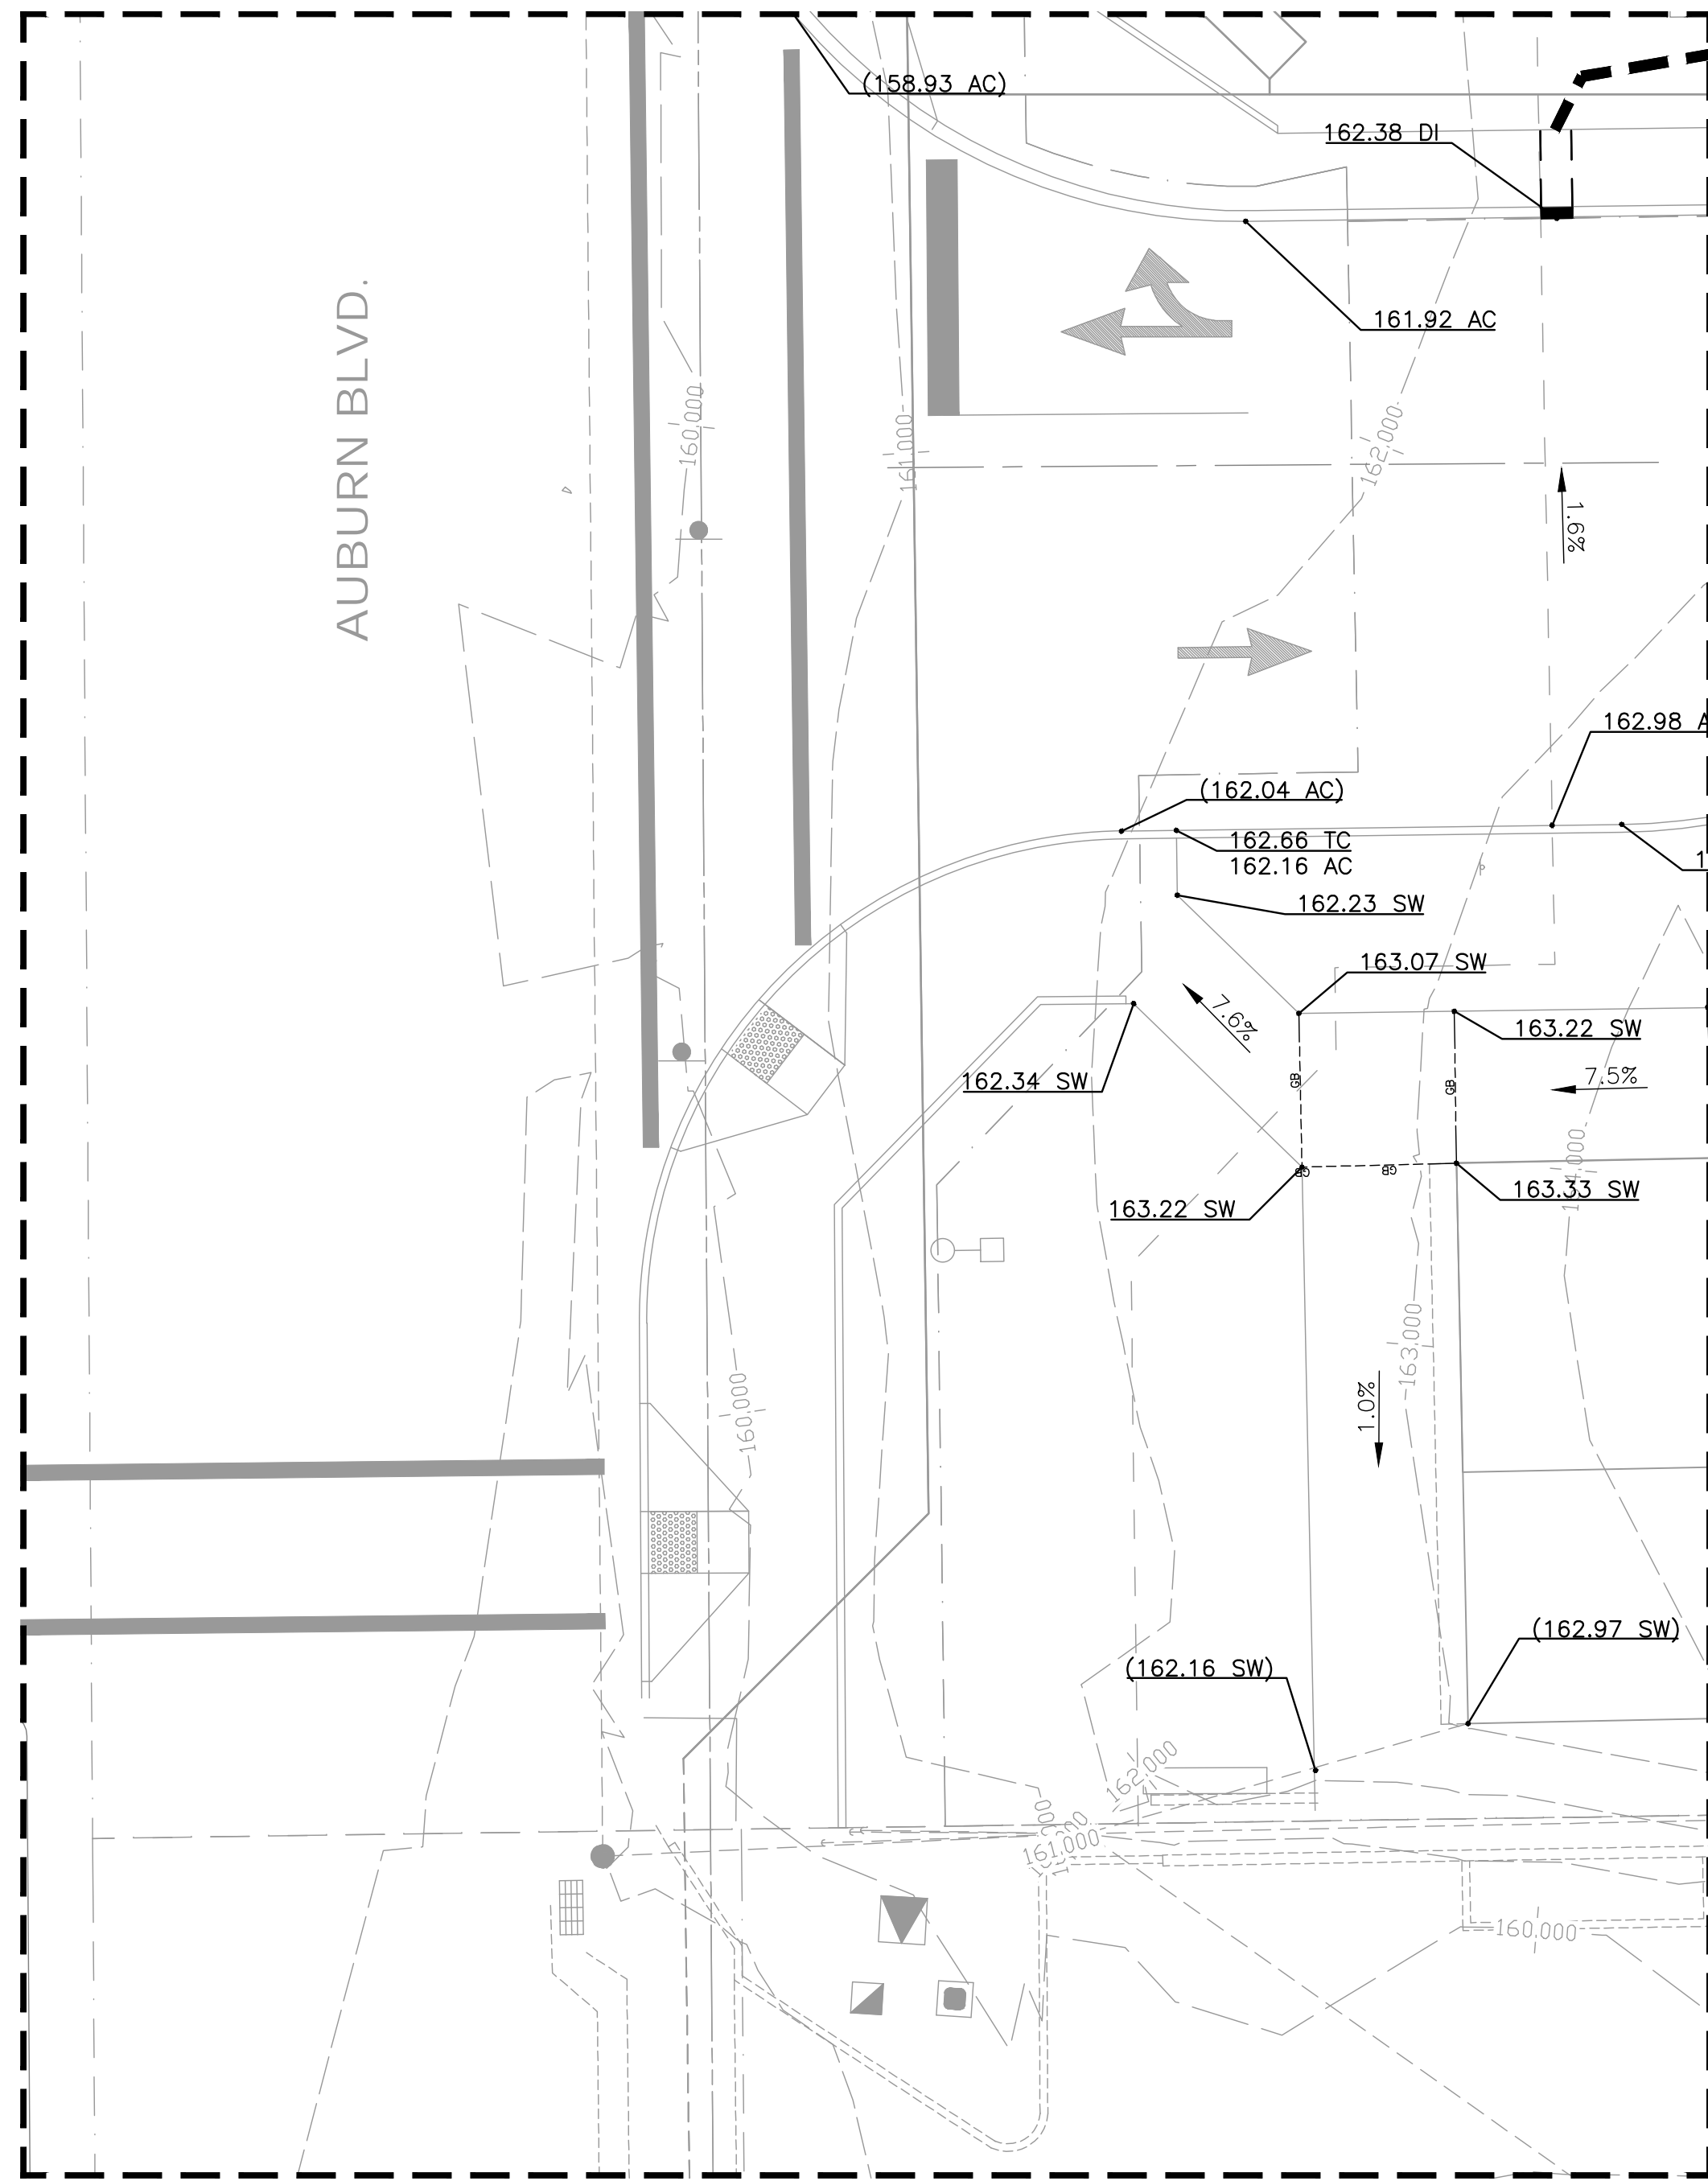 (158.93 AC)
162.38 DI
161.92 AC
AUBURN BLVD.
160.000
161.000
162.000
1.6%
162.98 A
(162.04 AC)
162.66 TC
162.16 AC
162.23 SW
163.07 SW
7.6%
163.22 SW
162.34 SW
GB
GB
7.5%
GB
GB
163.33 SW
163.22 SW
163.000
160.000
1.0%
(162.97 SW)
(162.16 SW)
162.000
161.000
160.000